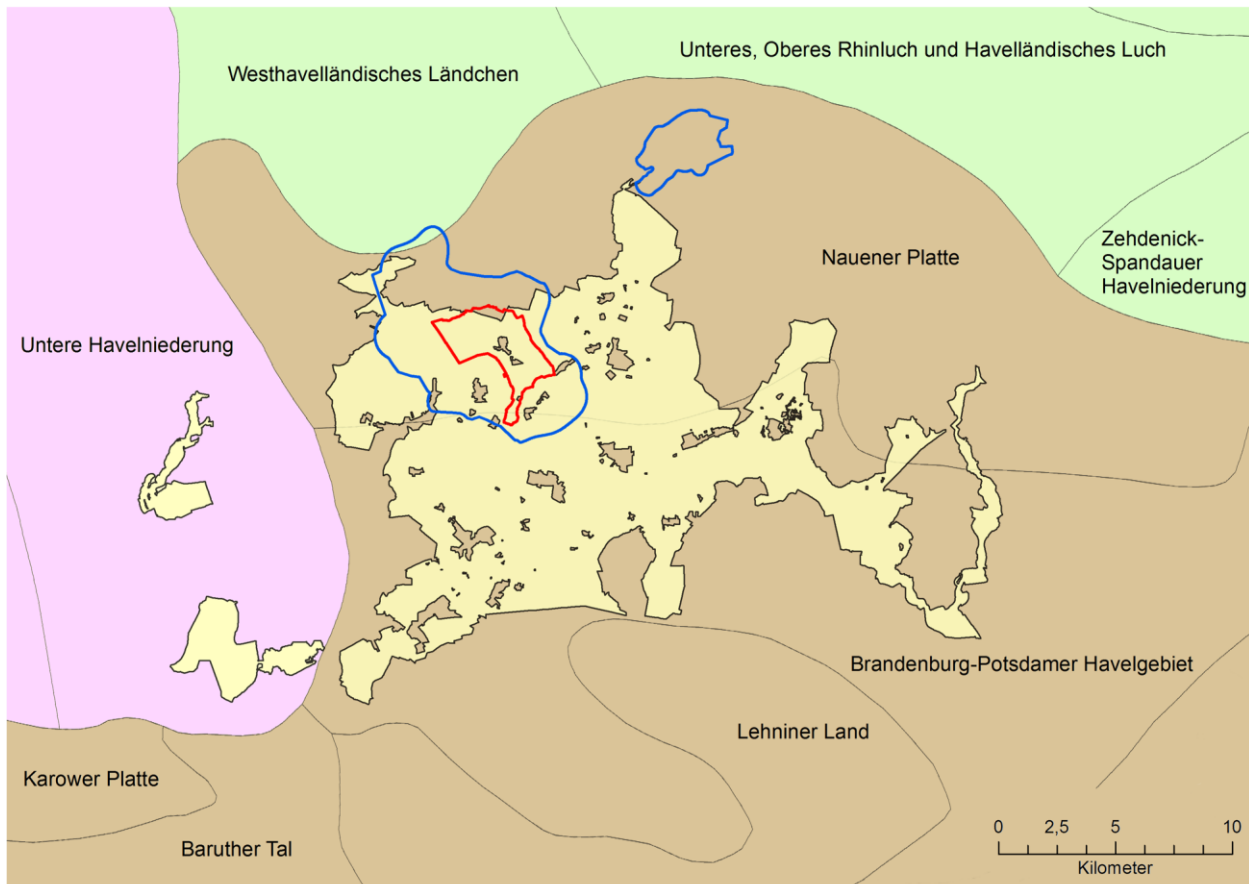 Unteres, Oberes Rhinluch und Havelländisches Luch
Westhavelländisches Ländchen
Nauener Platte
Zehdenick-
Spandauer
Havelniederung
Untere Havelniederung
Brandenburg-Potsdamer Havelgebiet
Lehniner Land
Karower Platte
Baruther Tal
0 2,5 5 10
Kilometer